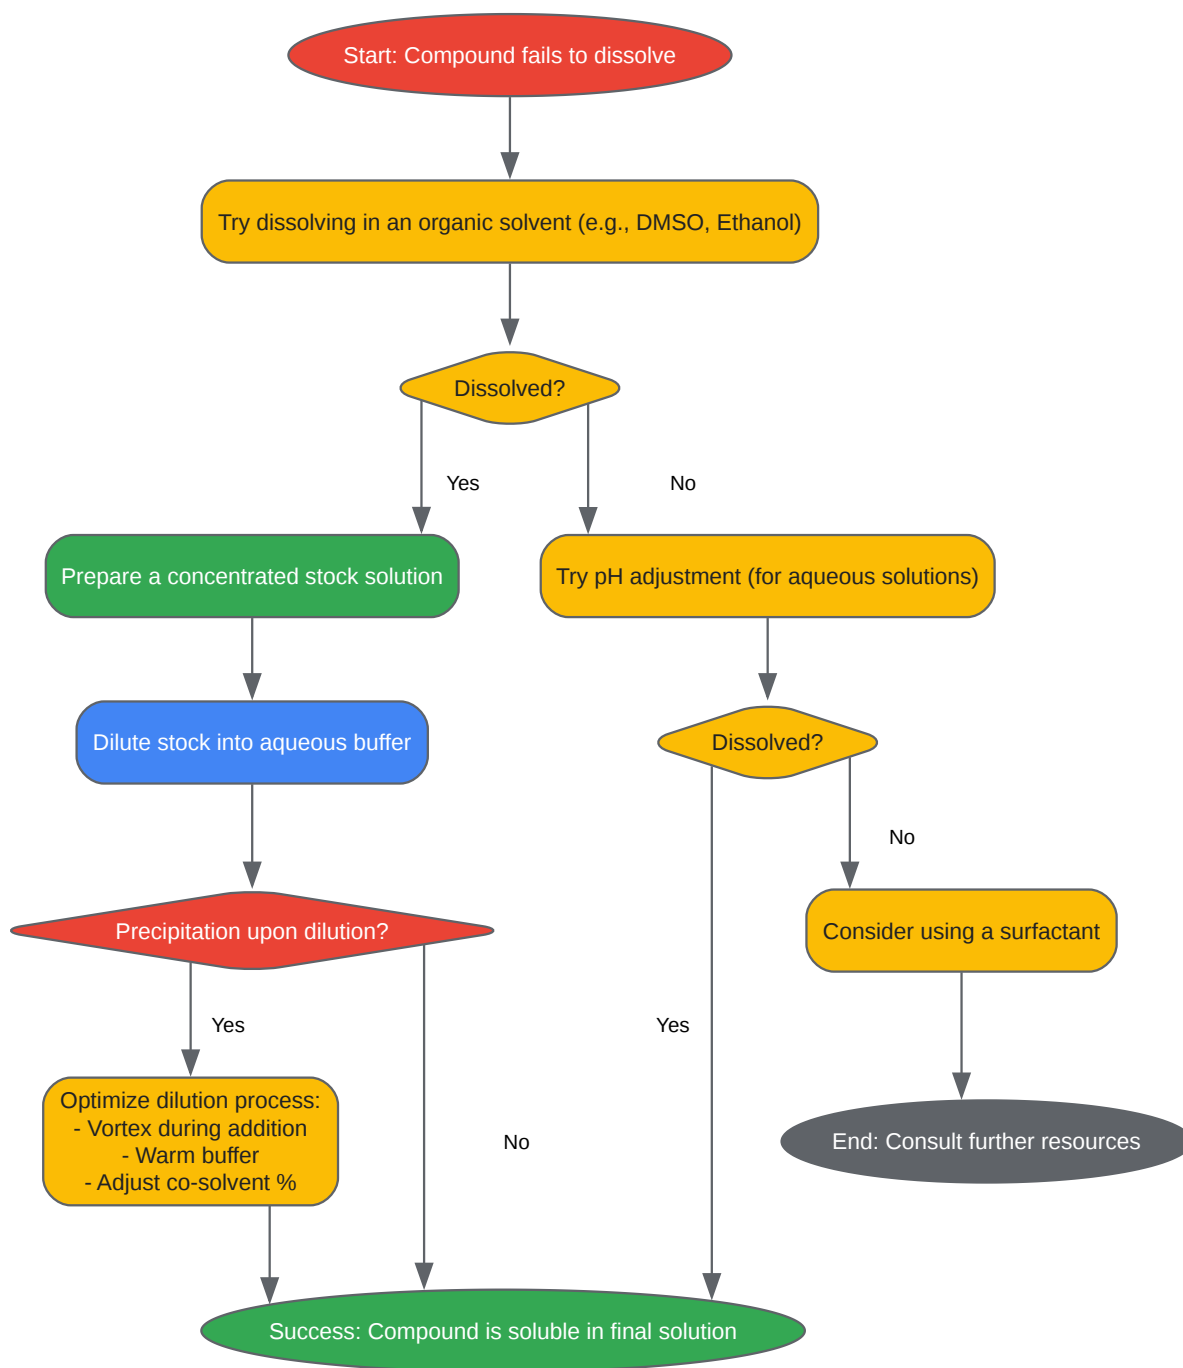 Start: Compound fails to dissolve
Try dissolving in an organic solvent (e.g., DMSO, Ethanol)
Dissolved?
Yes
No
Prepare a concentrated stock solution
Try pH adjustment (for aqueous solutions)
Dilute stock into aqueous buffer
Dissolved?
No
Precipitation upon dilution?
Consider using a surfactant
Yes
Yes
Optimize dilution process:
- Vortex during addition
- Warm buffer
- Adjust co-solvent %
No
End: Consult further resources
Success: Compound is soluble in final solution